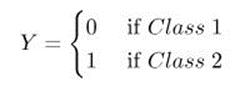 Y = { 0 if Class 1
1 if Class 2